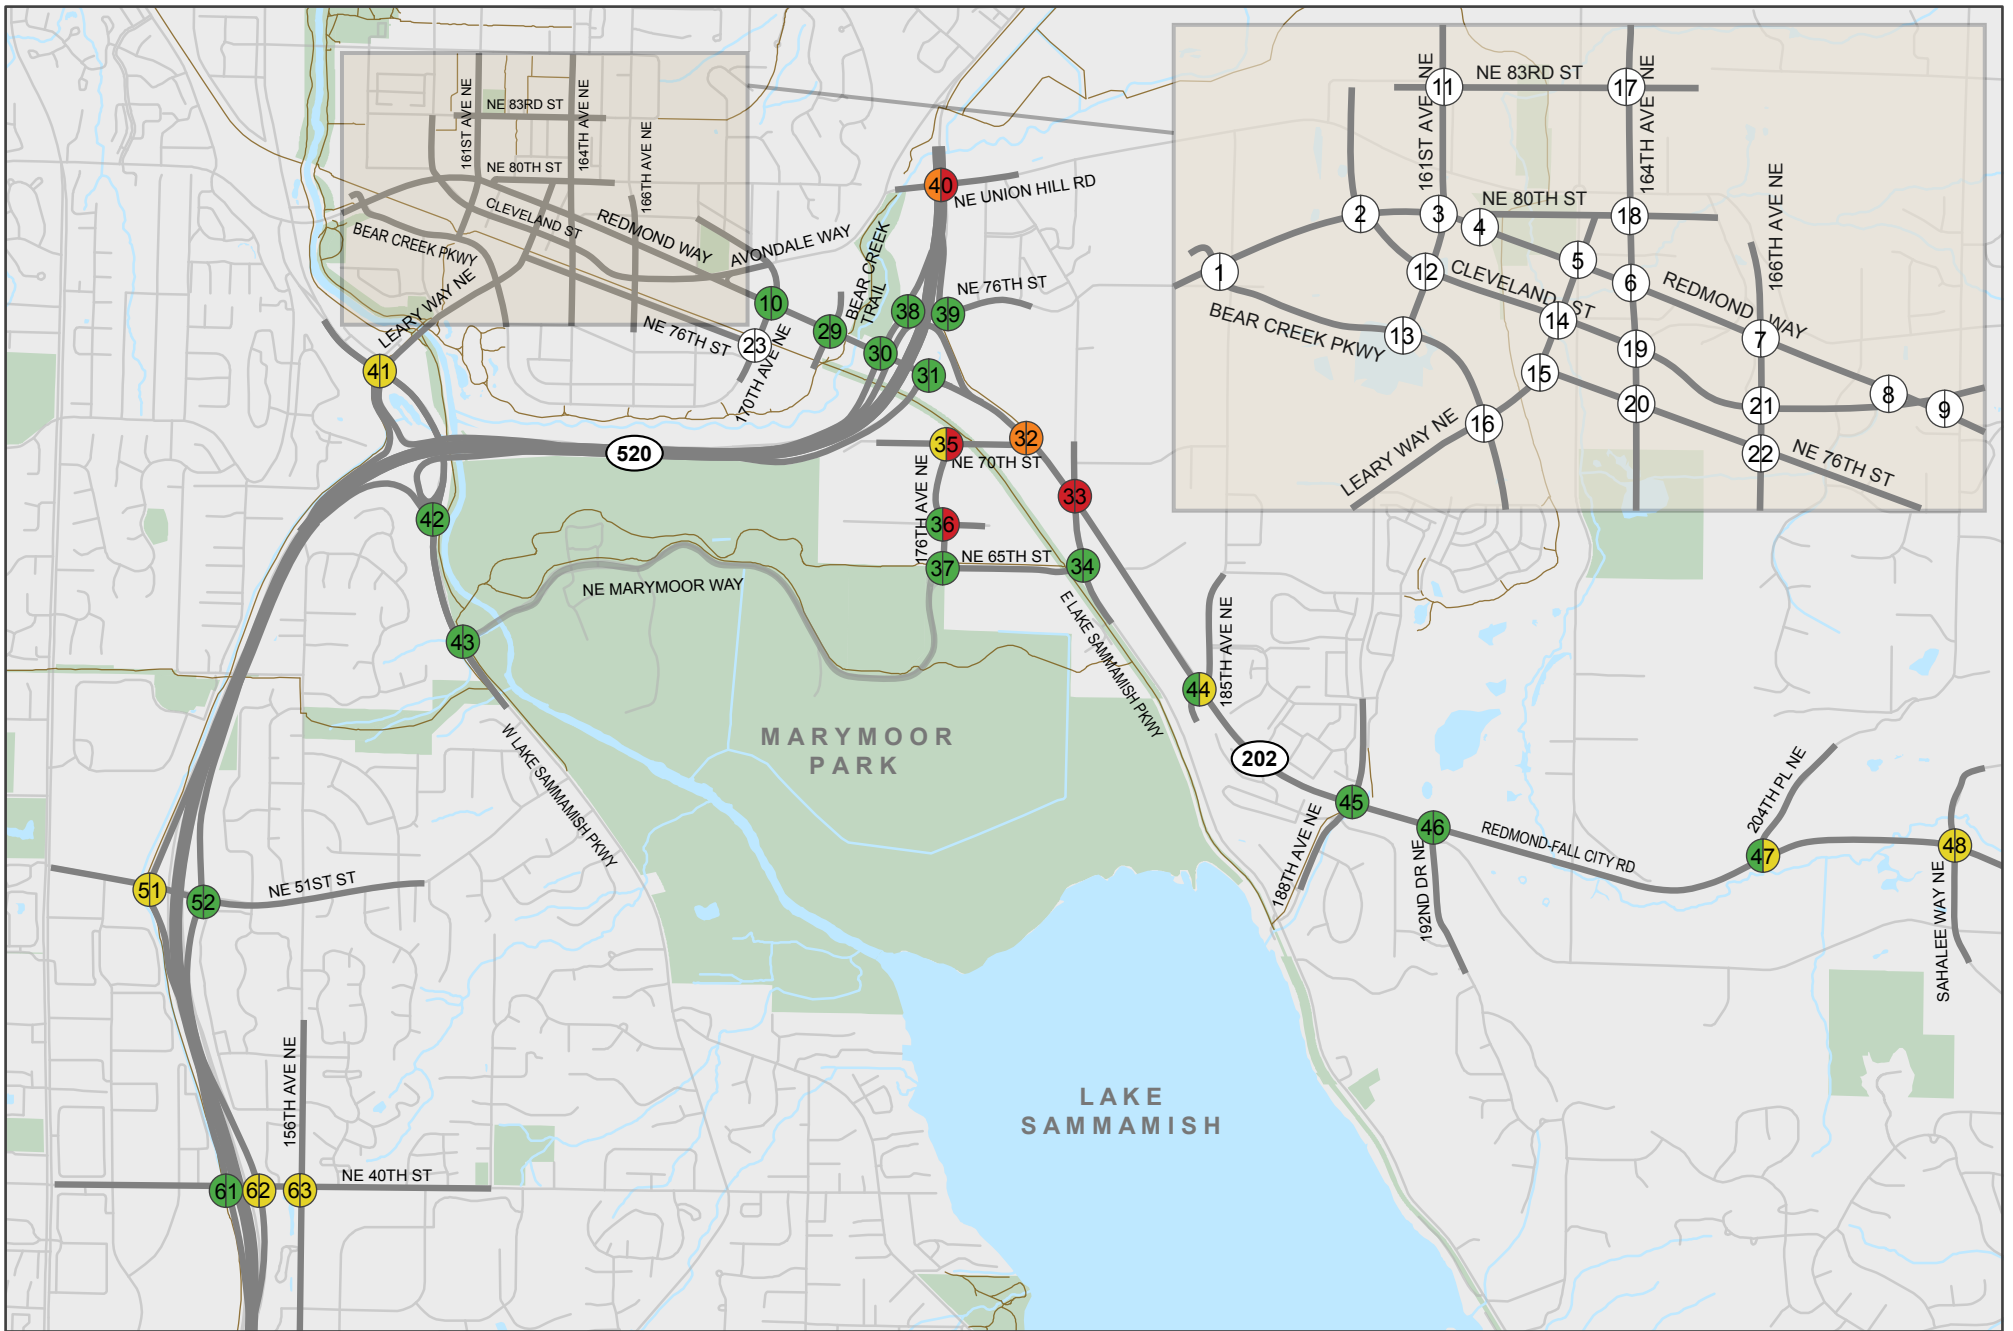 161ST AVE NE
164TH AVE NE
NE 83RD ST
166TH AVE NE
NE 80TH ST
CLEVELAND ST
REDMOND WAY
BEAR CREEK PKWY
AVONDALE WAY
LEARY WAY NE
NE 76TH ST
170TH AVE NE
BEAR CREEK
TRAIL
40
NE UNION HILL RD
NE 76TH ST
10
29
38
39
23
30
31
41
520
35
32
NE 70TH ST
33
42
176TH AVE NE
36
37
NE 65TH ST
34
NE MARYMOOR WAY
43
E LAKE SAMMAMISH PKWY
W LAKE SAMMAMISH PKWY
MARYMOOR
PARK
44
185TH AVE NE
202
45
46
188TH AVE NE
192ND DR NE
REDMOND-FALL CITY RD
204TH PL NE
47
48
SAHALEE WAY NE
51
52
NE 51ST ST
156TH AVE NE
61
62
63
NE 40TH ST
LAKE
SAMMAMISH
161ST AVE NE
11
NE 83RD ST
17
164TH AVE NE
166TH AVE NE
NE 80TH ST
2
3
4
18
1
12
5
6
CLEVELAND ST
REDMOND WAY
BEAR CREEK PKWY
13
14
7
19
15
20
21
8
9
16
LEARY WAY NE
22
NE 76TH ST